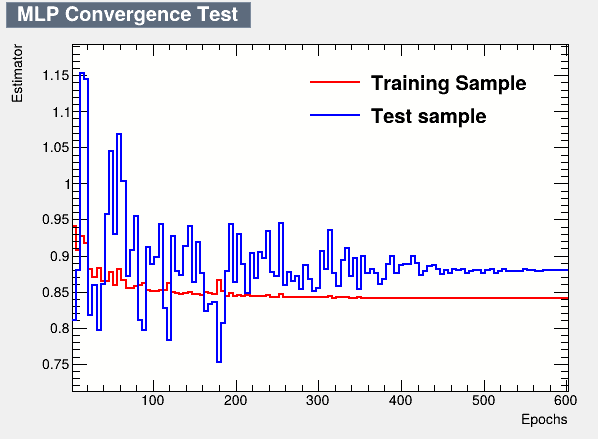 MLP Convergence Test
Estimator
1.15
1.1
1.05
1
0.95
0.9
0.85
0.8
0.75
Training Sample
Test sample
100 200 300 400 500 600
Epochs